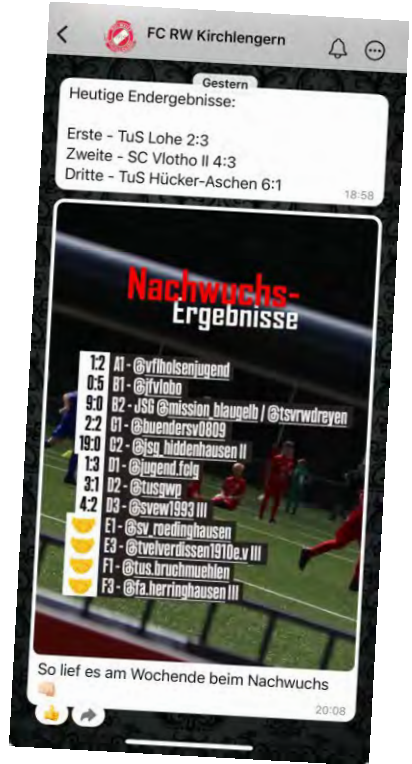 FC RW Kirchlengern
Gestern
Heutige Endergebnisse:
Erste - TuS Lohe 2:3
Zweite - SC Vlotho II 4:3
Dritte - TuS Hücker-Aschen 6:1
18:58
Nachwuchs-
Ergebnisse
1:2 A1 - @vflholsenjugend
0:5 B1 - @jfvlobo
9:0 B2 - JSG @mission_blaugelb / @tsvrwdreyen
2:2 C1 - @buendersv0809
19:0 C2 - @jsg_hiddenhausen II
1:3 D1 - @jugend.felg
3:1 D2 - @tusgwp
4:2 D3 - @svew1993 III
E1 - @sv_roedinghausen
E3 - @tvelverdissen1910e.v III
F1 - @tus.bruchmuehlen
F3 - @fa.herringhausen III
So lief es am Wochende beim Nachwuchs
20:08